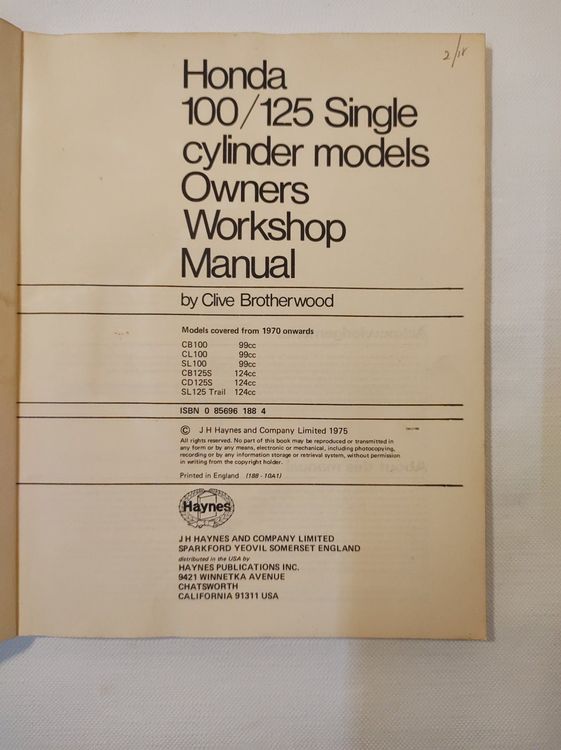 2/18
Honda
100/125 Single
cylinder models
Owners
Workshop
Manual
by Clive Brotherwood
Models covered from 1970 onwards
CB100 99cc
CL100 99cc
SL100 99cc
CB125S 124cc
CD125S 124cc
SL125 Trail 124cc
ISBN 0 85696 188 4
© J H Haynes and Company Limited 1975
All rights reserved. No part of this book may be reproduced or transmitted in
any form or by any means, electronic or mechanical, including photocopying,
recording or by any information storage or retrieval system, without permission
in writing from the copyright holder.
Printed in England (188 - 10A1)
Haynes
J H HAYNES AND COMPANY LIMITED
SPARKFORD YEOVIL SOMERSET ENGLAND
distributed in the USA by
HAYNES PUBLICATIONS INC.
9421 WINNETKA AVENUE
CHATSWORTH
CALIFORNIA 91311 USA